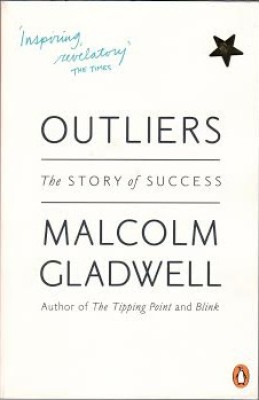 'Inspiring,
revelatory'
THE TIMES
OUTLIERS
The STORY of SUCCESS
MALCOLM
GLADWELL
Author of The Tipping Point and Blink